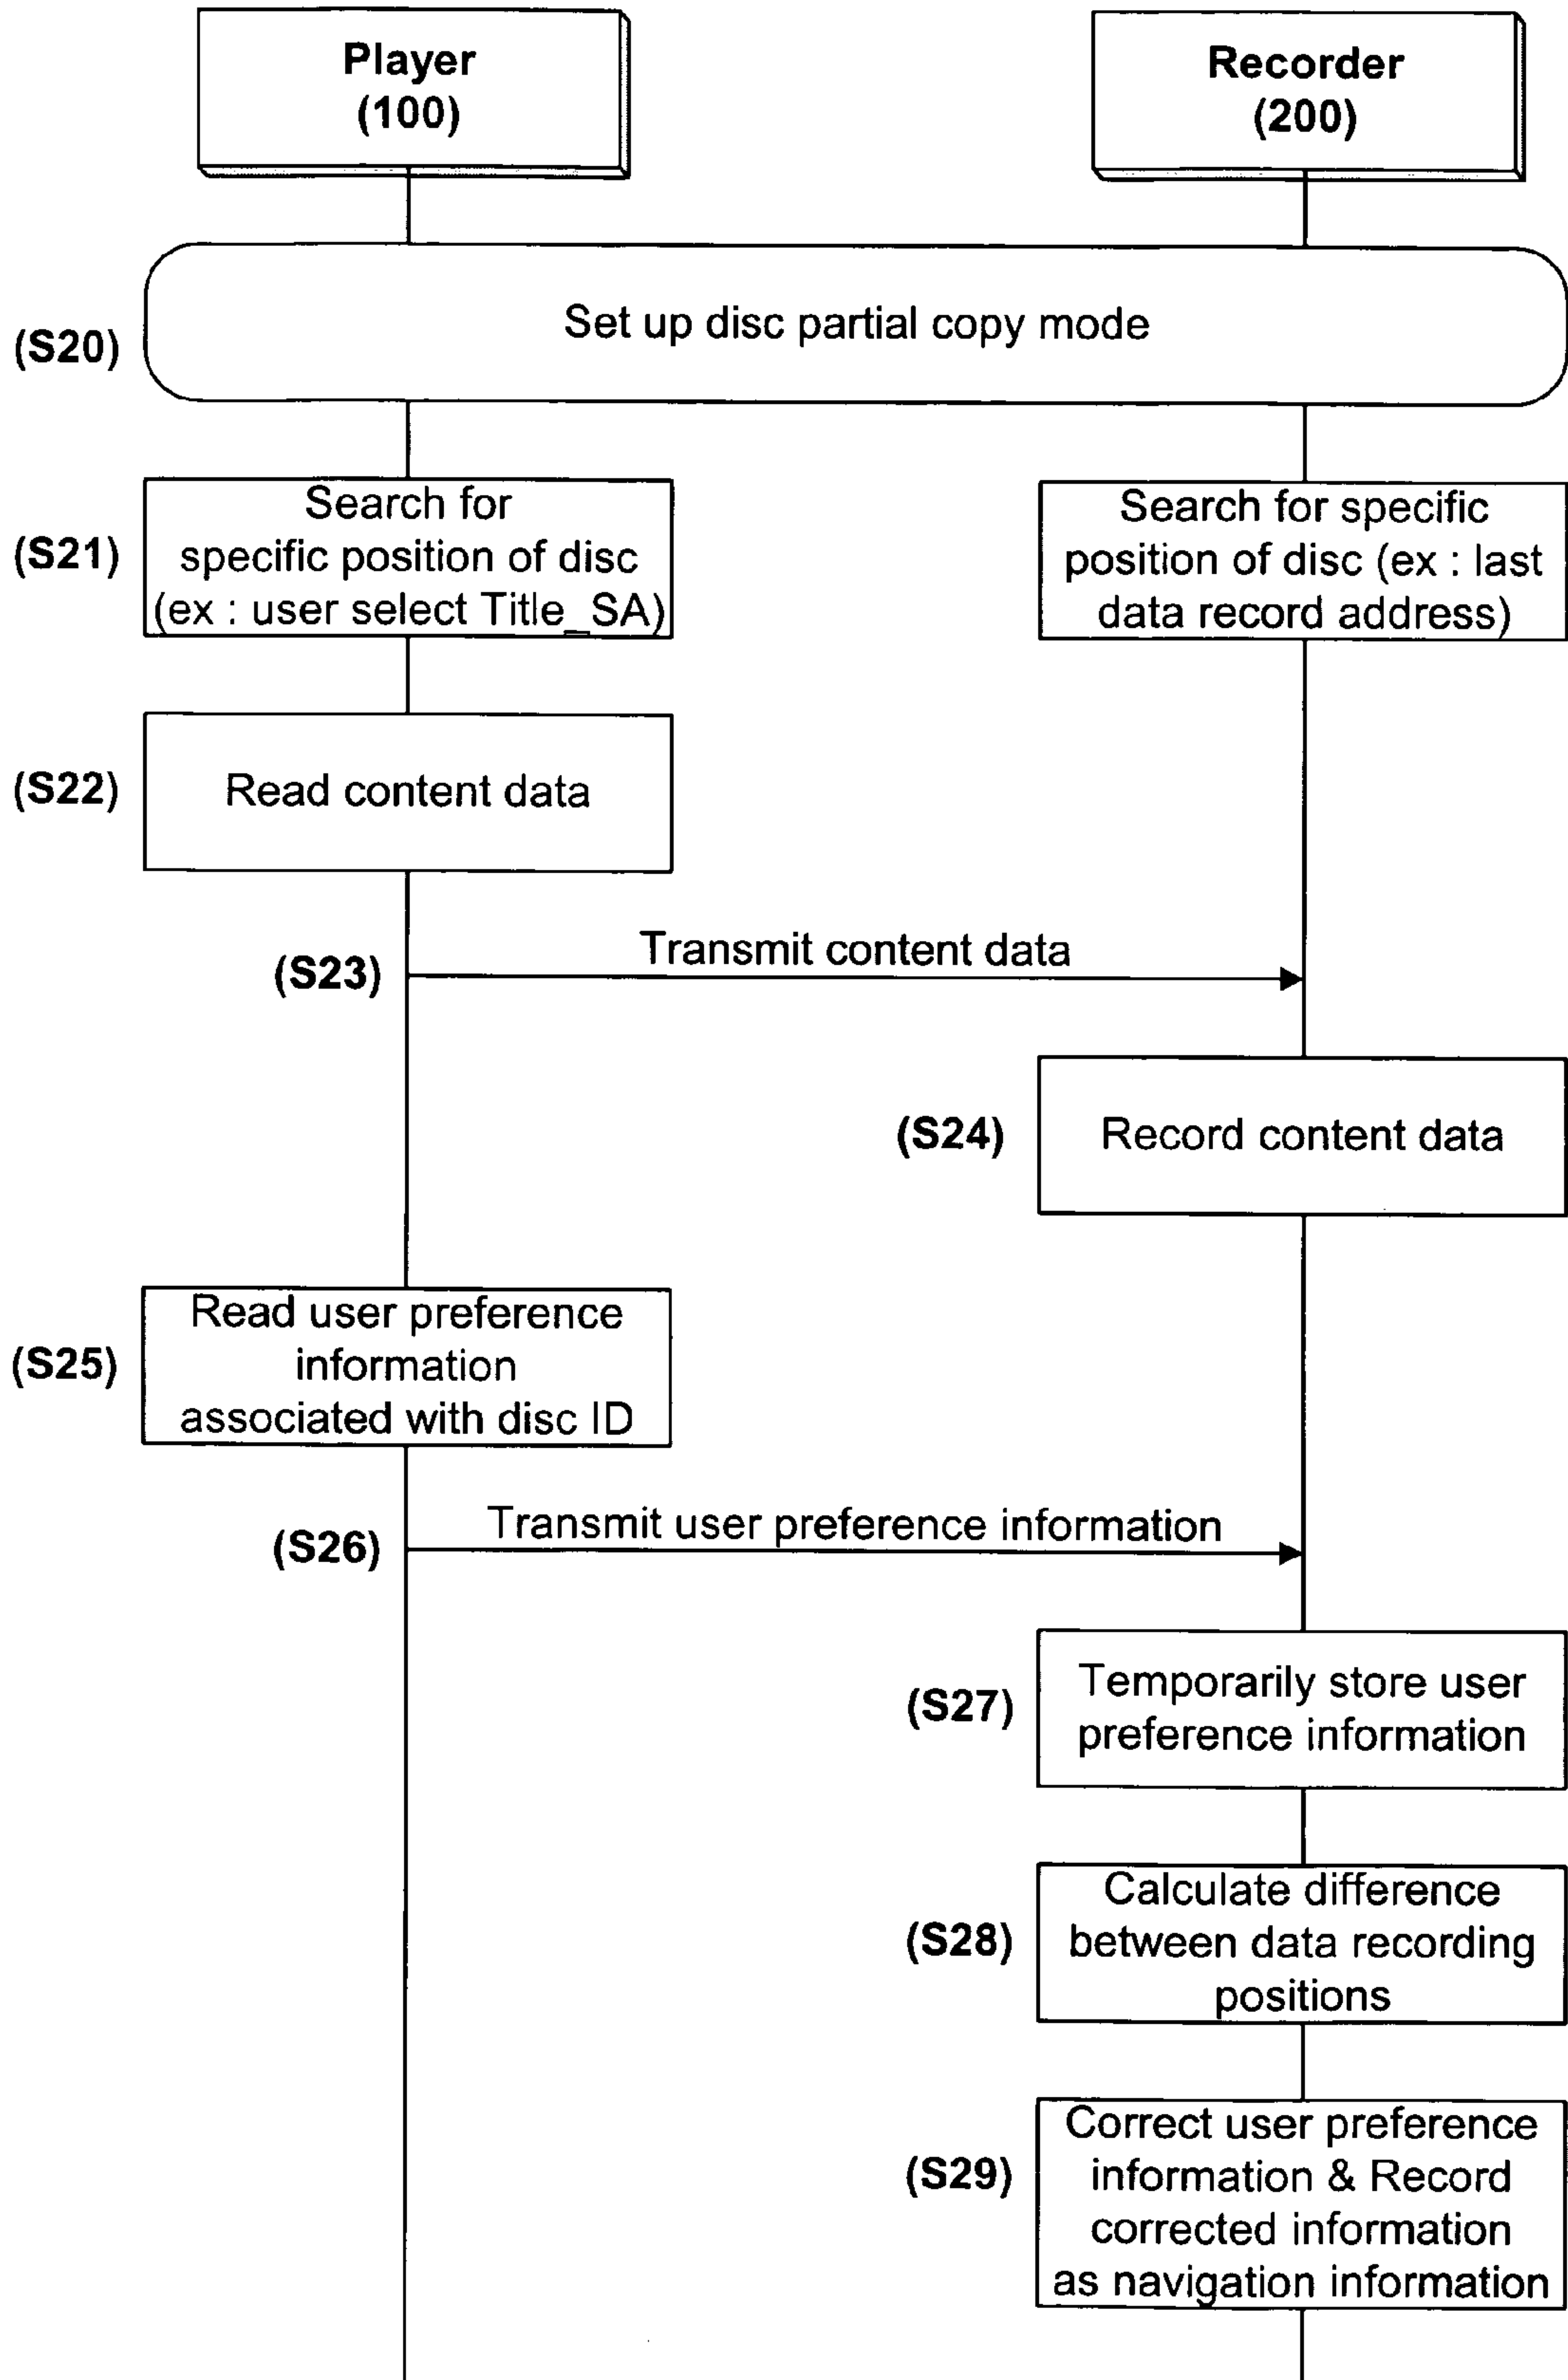 Player
(100)
Recorder
(200)
(S20)
Set up disc partial copy mode
(S21)
Search for
specific position of disc
(ex : user select Title_SA)
Search for specific
position of disc (ex : last
data record address)
(S22)
Read content data
(S23)
Transmit content data
(S24)
Record content data
(S25)
Read user preference
information
associated with disc ID
(S26)
Transmit user preference information
(S27)
Temporarily store user
preference information
(S28)
Calculate difference
between data recording
positions
(S29)
Correct user preference
information & Record
corrected information
as navigation information